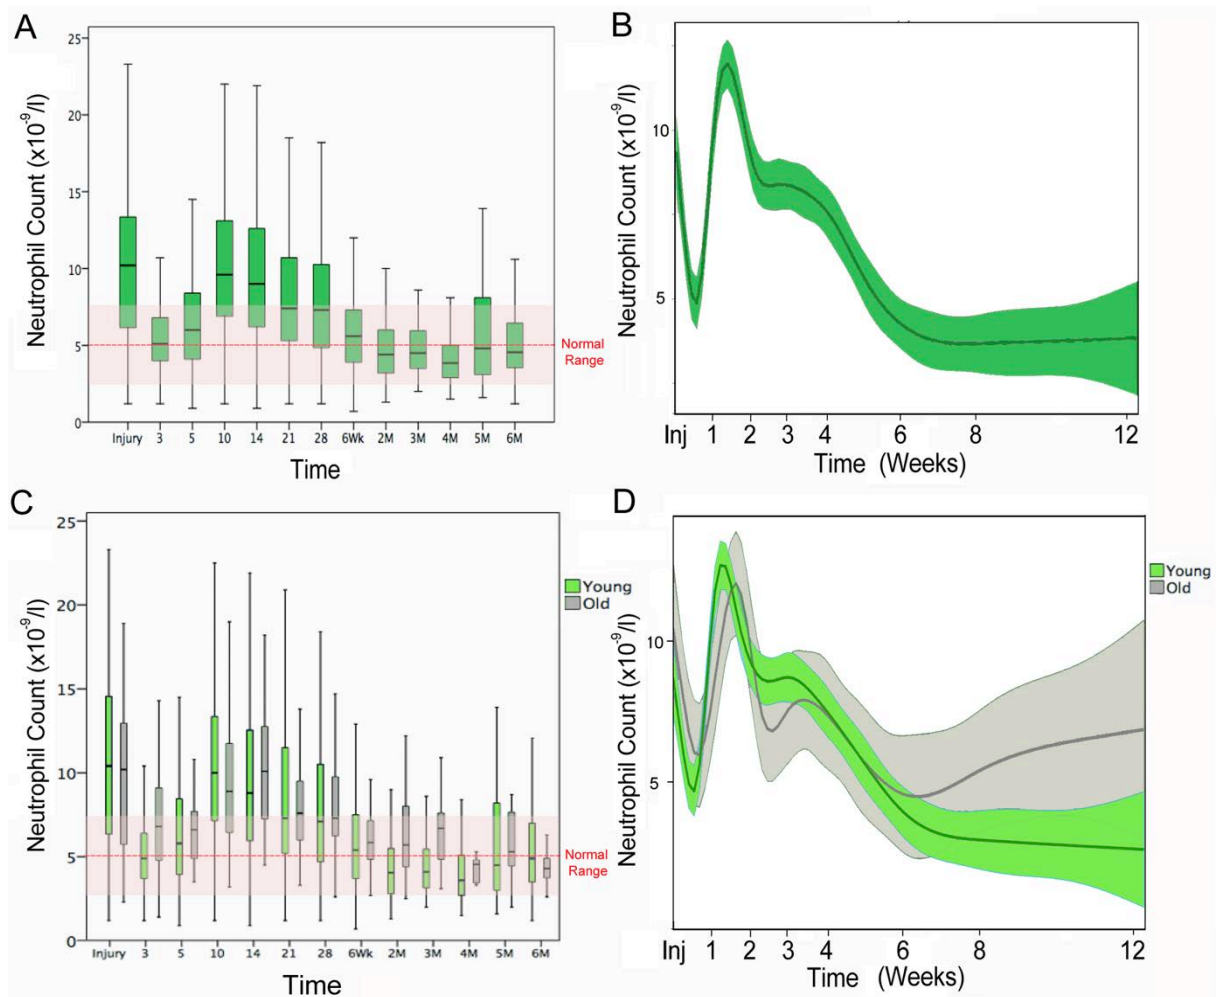 A
Neutrophil Count (x10-9/l)
25
20
15
10
5
0
Normal
Range
Injury 3 5 10 14 21 28 6Wk 2M 3M 4M 5M 6M
Time
B
Neutrophil Count (x10-9/l)
10
5
Inj 1 2 3 4 6 8 12
Time (Weeks)
C
Neutrophil Count (x10-9/l)
25
20
15
10
5
0
Young
Old
Normal
Range
Injury 3 5 10 14 21 28 6Wk 2M 3M 4M 5M 6M
Time
D
Neutrophil Count (x10-9/l)
10
5
Young
Old
Inj 1 2 3 4 6 8 12
Time (Weeks)